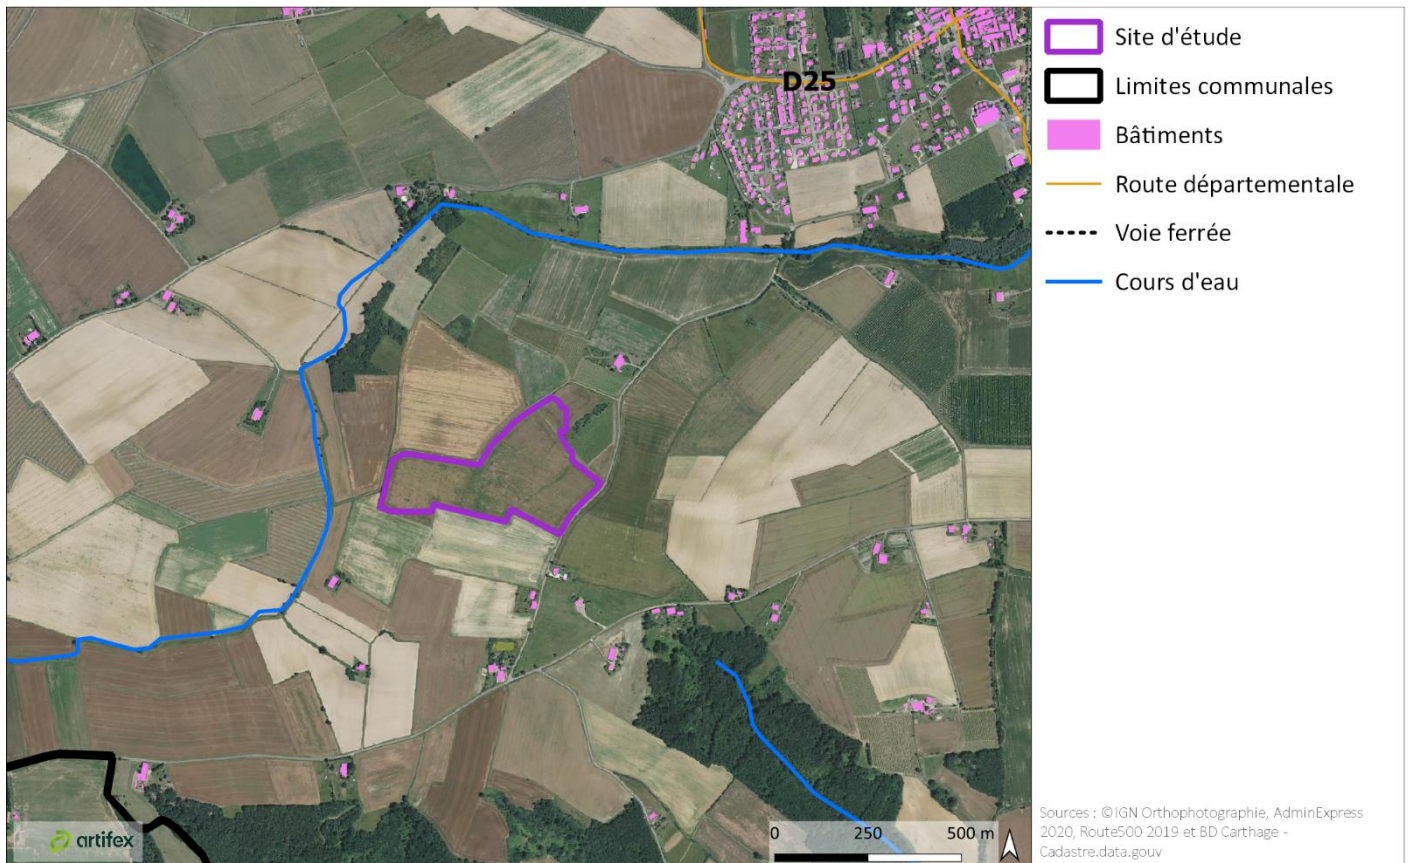 D25
Site d'étude
Limites communales
Bâtiments
Route départementale
Voie ferrée
Cours d'eau
artifex
0 250 500 m
Sources : ©IGN Orthophotographie, AdminExpress
2020, Route500 2019 et BD Carthage -
Cadastre.data.gouv